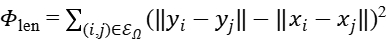 Φ_len = ∑_(i,j)∈ℰ_Ω (‖y_i − y_j‖ − ‖x_i − x_j‖)²